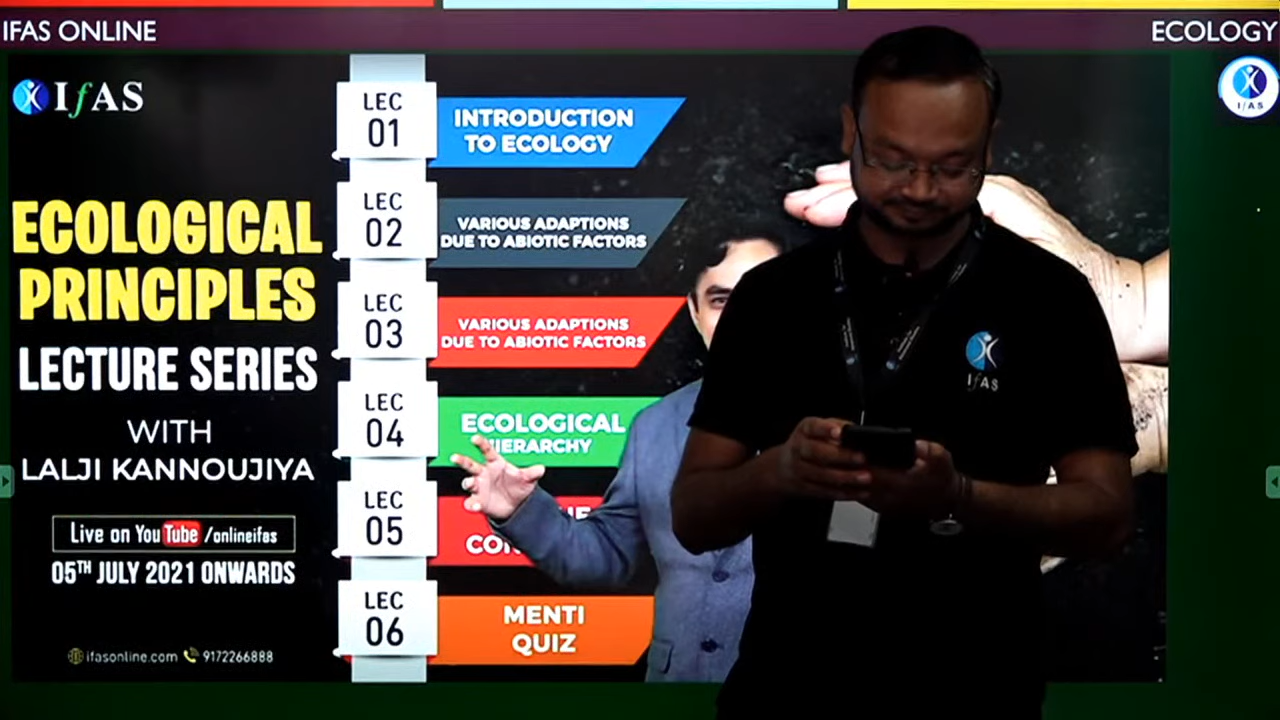 IFAS ONLINE
ECOLOGY
IfAS
IfAS
LEC
01
INTRODUCTION
TO ECOLOGY
LEC
02
VARIOUS ADAPTIONS
DUE TO ABIOTIC FACTORS
ECOLOGICAL
PRINCIPLES
LECTURE SERIES
WITH
LALJI KANNOUJIYA
LEC
03
VARIOUS ADAPTIONS
DUE TO ABIOTIC FACTORS
IfAS
LEC
04
ECOLOGICAL
LEC
05
Live on YouTube /onlineifas
05TH JULY 2021 ONWARDS
LEC
06
MENTI
QUIZ
ifasonline.com 9172266888